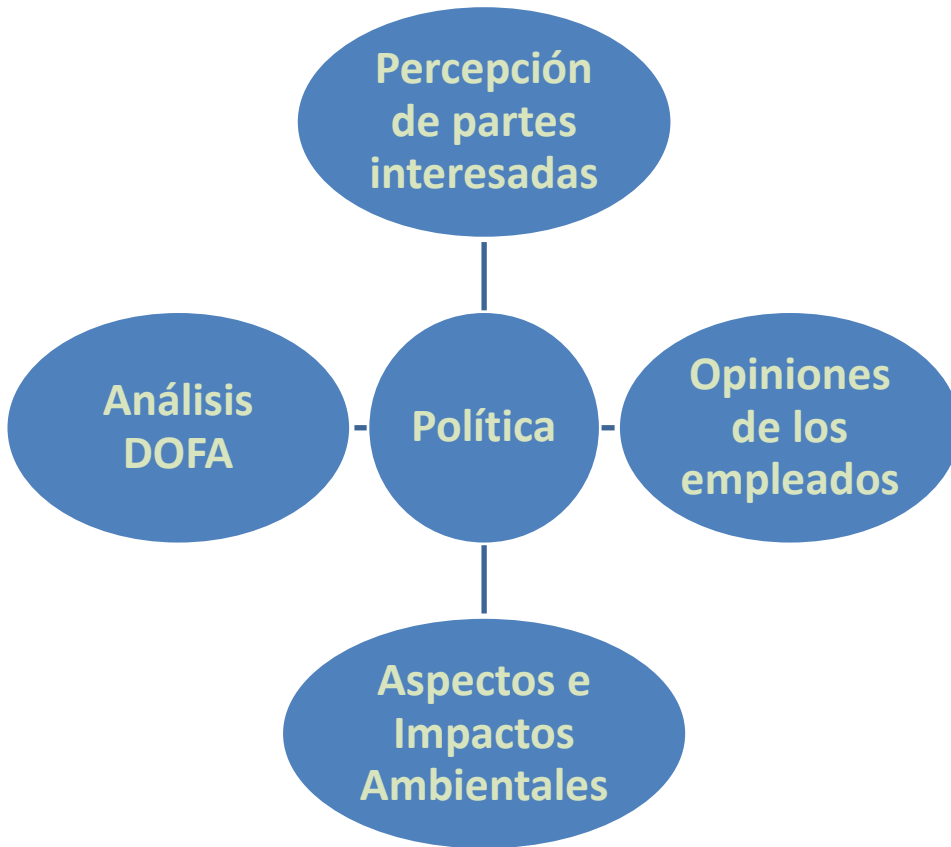 Percepción
de partes
interesadas
Análisis
DOFA
Política
Opiniones
de los
empleados
Aspectos e
Impactos
Ambientales